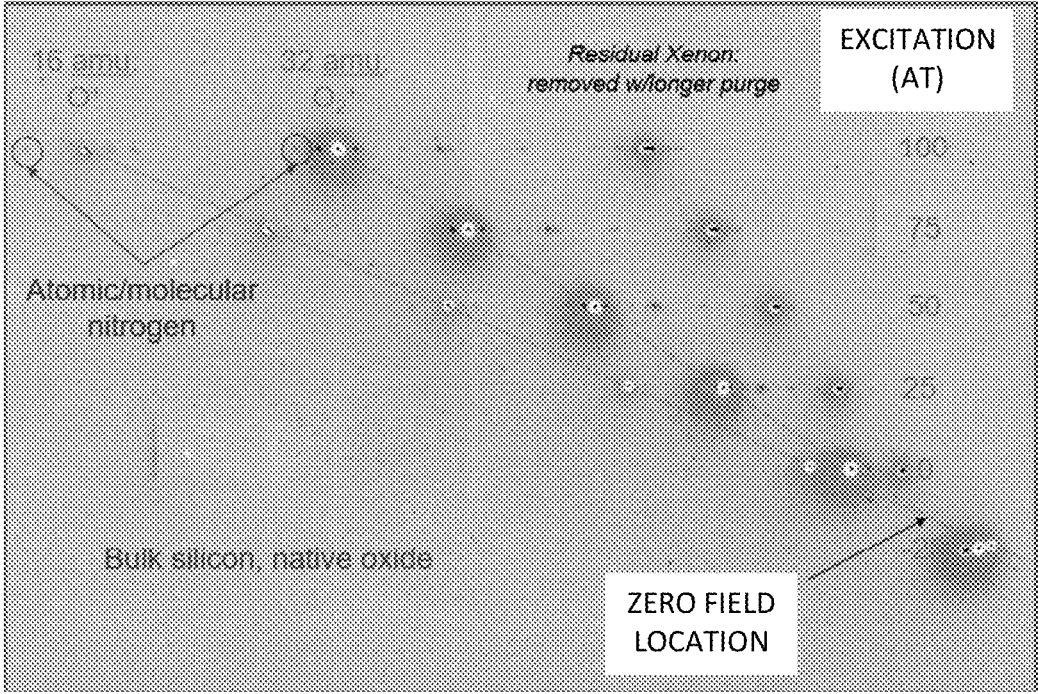 16 amu
32 amu
O
O2
Residual Xenon:
removed w/longer purge
EXCITATION
(AT)
100
75
50
25
0
Atomic/molecular
nitrogen
Bulk silicon, native oxide
ZERO FIELD
LOCATION